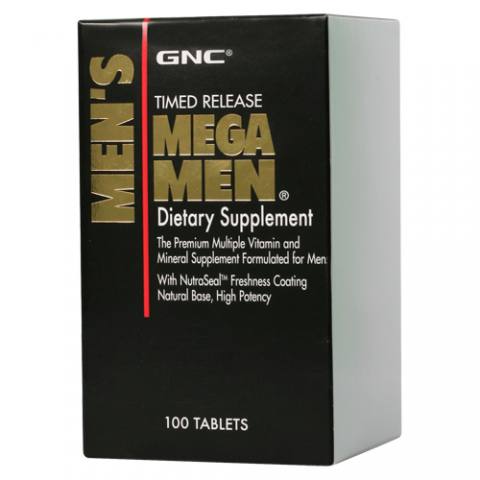 MEN'S
GNC®
TIMED RELEASE
MEGA
MEN®
Dietary Supplement
The Premium Multiple Vitamin and
Mineral Supplement Formulated for Men
With NutraSeal™ Freshness Coating
Natural Base, High Potency
100 TABLETS